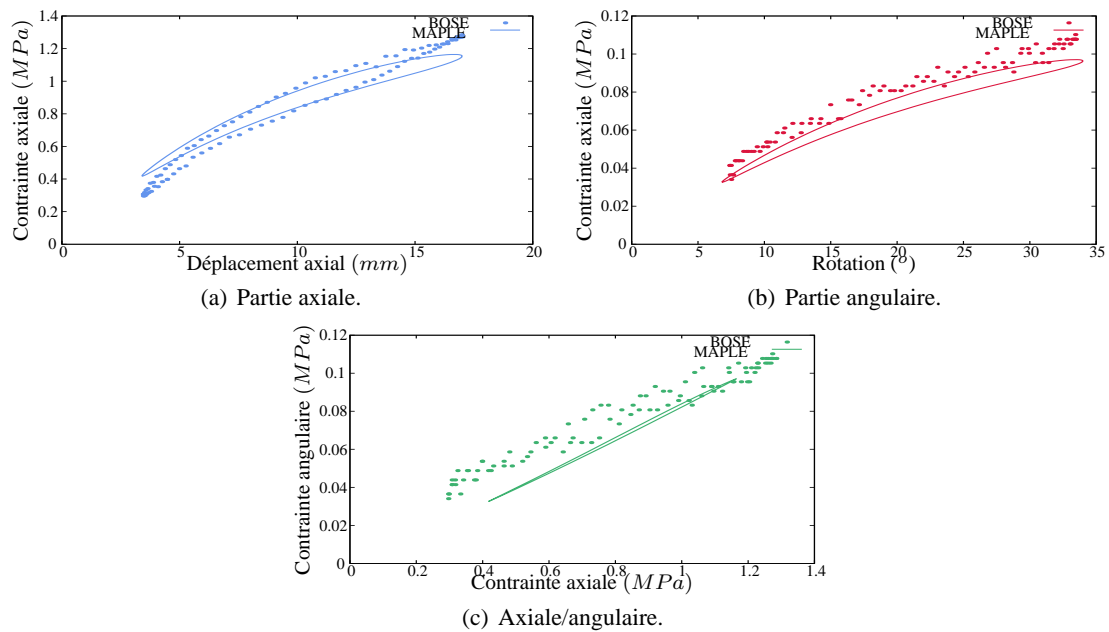 BOSE
MAPLE
Contrainte axiale (MPa)
0
0.2
0.4
0.6
0.8
1
1.2
1.4
0
5
10
15
20
Déplacement axial (mm)
(a) Partie axiale.
BOSE
MAPLE
Contrainte axiale (MPa)
0
0.02
0.04
0.06
0.08
0.1
0.12
0
5
10
15
20
25
30
35
Rotation (°)
(b) Partie angulaire.
BOSE
MAPLE
Contrainte angulaire (MPa)
0
0.02
0.04
0.06
0.08
0.1
0.12
0
0.2
0.4
0.6
0.8
1
1.2
1.4
Contrainte axiale (MPa)
(c) Axiale/angulaire.